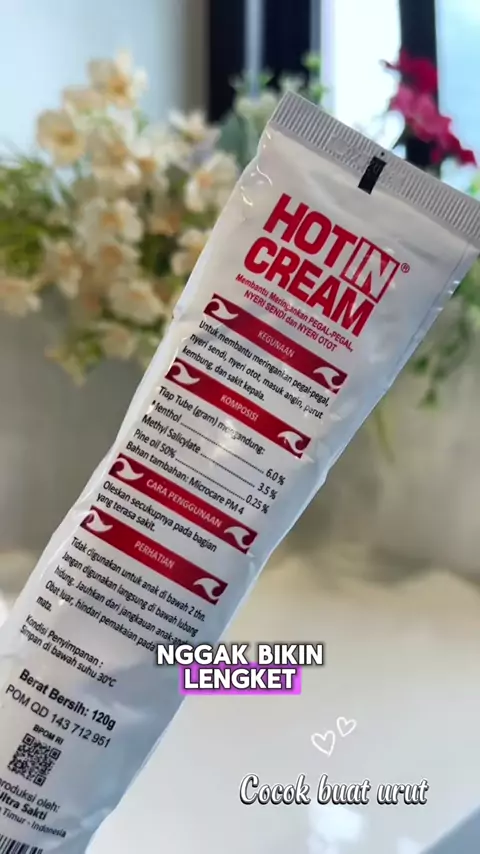 HOT IN®
CREAM
Membantu Meringankan PEGAL-PEGAL,
NYERI SENDI dan NYERI OTOT
KEGUNAAN
Untuk membantu meringankan pegal-pegal,
nyeri sendi, nyeri otot, masuk angin, perut
kembung, dan sakit kepala.
KOMPOSISI
Tiap Tube (gram) mengandung:
Menthol ........ 6.0 %
Methyl Salicylate ........ 3.5 %
Pine oil 50% ........ 0.25 %
Bahan tambahan: Microcare PM 4
CARA PENGGUNAAN
Oleskan secukupnya pada bagian
yang terasa sakit.
PERHATIAN
Tidak digunakan untuk anak di bawah 2 thn.
Jangan digunakan langsung di bawah lubang
hidung. Jauhkan dari jangkauan
Obat luar, hindari pemakaian pada
mata.
Kondisi Penyimpanan :
Simpan di bawah suhu 30°C
Berat Bersih: 120g
POM QD 143 712 951
BPOM RI
oleh:
Sakti
Timur - Indonesia
NGGAK BIKIN
LENGKET
Cocok buat urut